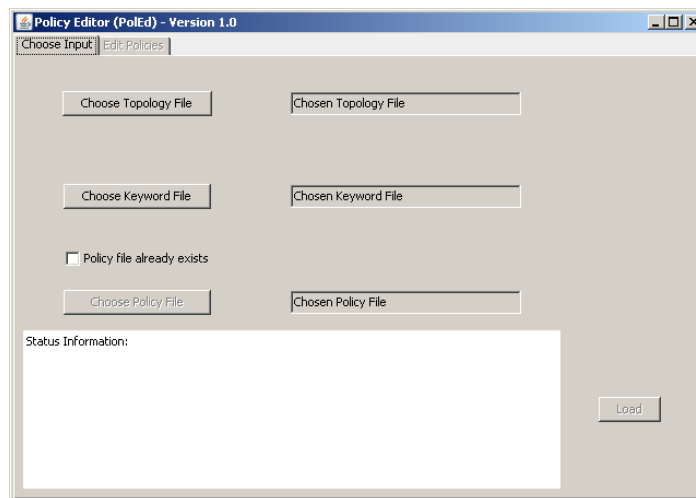 Policy Editor (PolEd) - Version 1.0
Choose Input Edit Policies
Choose Topology File Chosen Topology File
Choose Keyword File Chosen Keyword File
Policy file already exists
Choose Policy File Chosen Policy File
Status Information:
Load